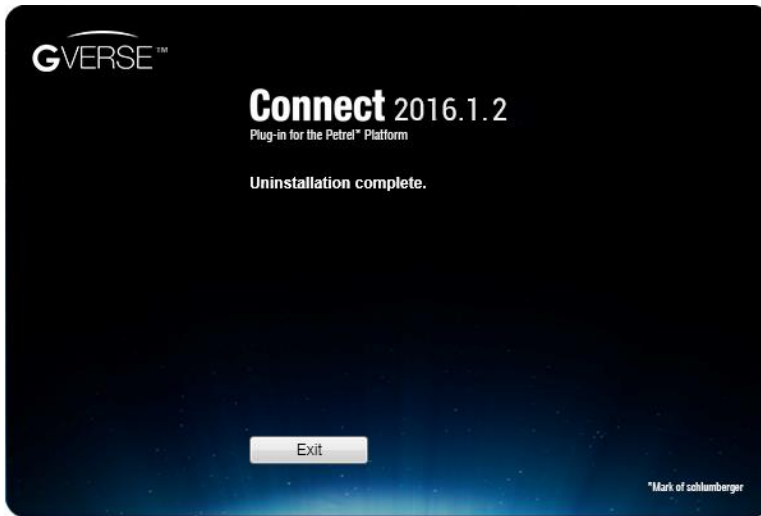 GVERSE™
Connect 2016.1.2
Plug-in for the Petrel* Platform
Uninstallation complete.
Exit
*Mark of schlumberger